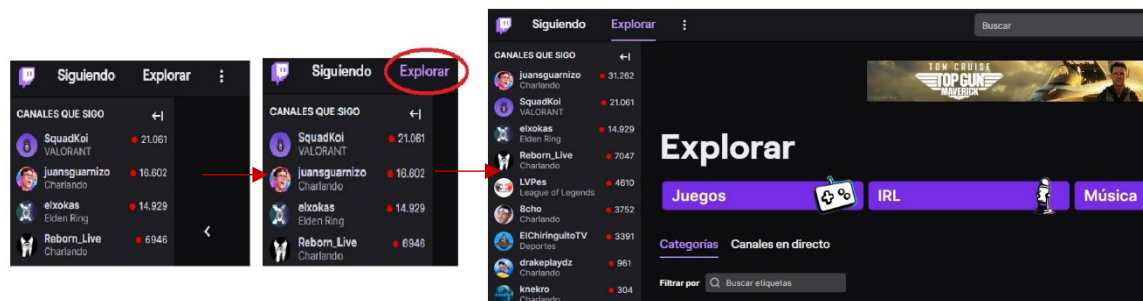 Siguiendo Explorar
CANALES QUE SIGO
SquadKoi 21.061
VALORANT
juansguarnizo 16.602
Charlando
elxokas 14.929
Elden Ring
Reborn_Live 6946
Charlando
Siguiendo Explorar
CANALES QUE SIGO
SquadKoi 21.061
VALORANT
juansguarnizo 16.602
Charlando
elxokas 14.929
Elden Ring
Reborn_Live 6946
Charlando
Siguiendo Explorar Buscar
CANALES QUE SIGO
juansguarnizo 31.262
Charlando
SquadKoi 21.061
VALORANT
elxokas 14.929
Elden Ring
Reborn_Live 7047
Charlando
LVPes 4610
League of Legends
8cho 3752
Charlando
ElChiringuitoTV 3391
Deportes
drakeplaydz 961
Charlando
knekro 304
Charlando
TOM CRUISE
TOP GUN
MAVERICK
Explorar
Juegos IRL Música
Categorías Canales en directo
Filtrar por Buscar etiquetas